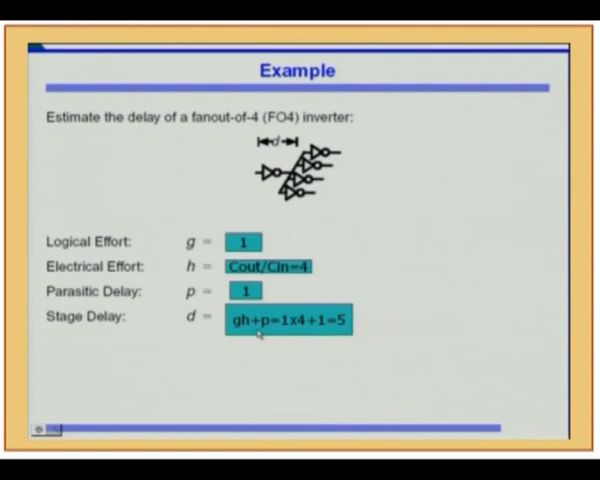 Example
Estimate the delay of a fanout-of-4 (FO4) inverter:
d
Logical Effort: g = 1
Electrical Effort: h = Cout/Cin=4
Parasitic Delay: p = 1
Stage Delay: d = gh+p=1x4+1=5